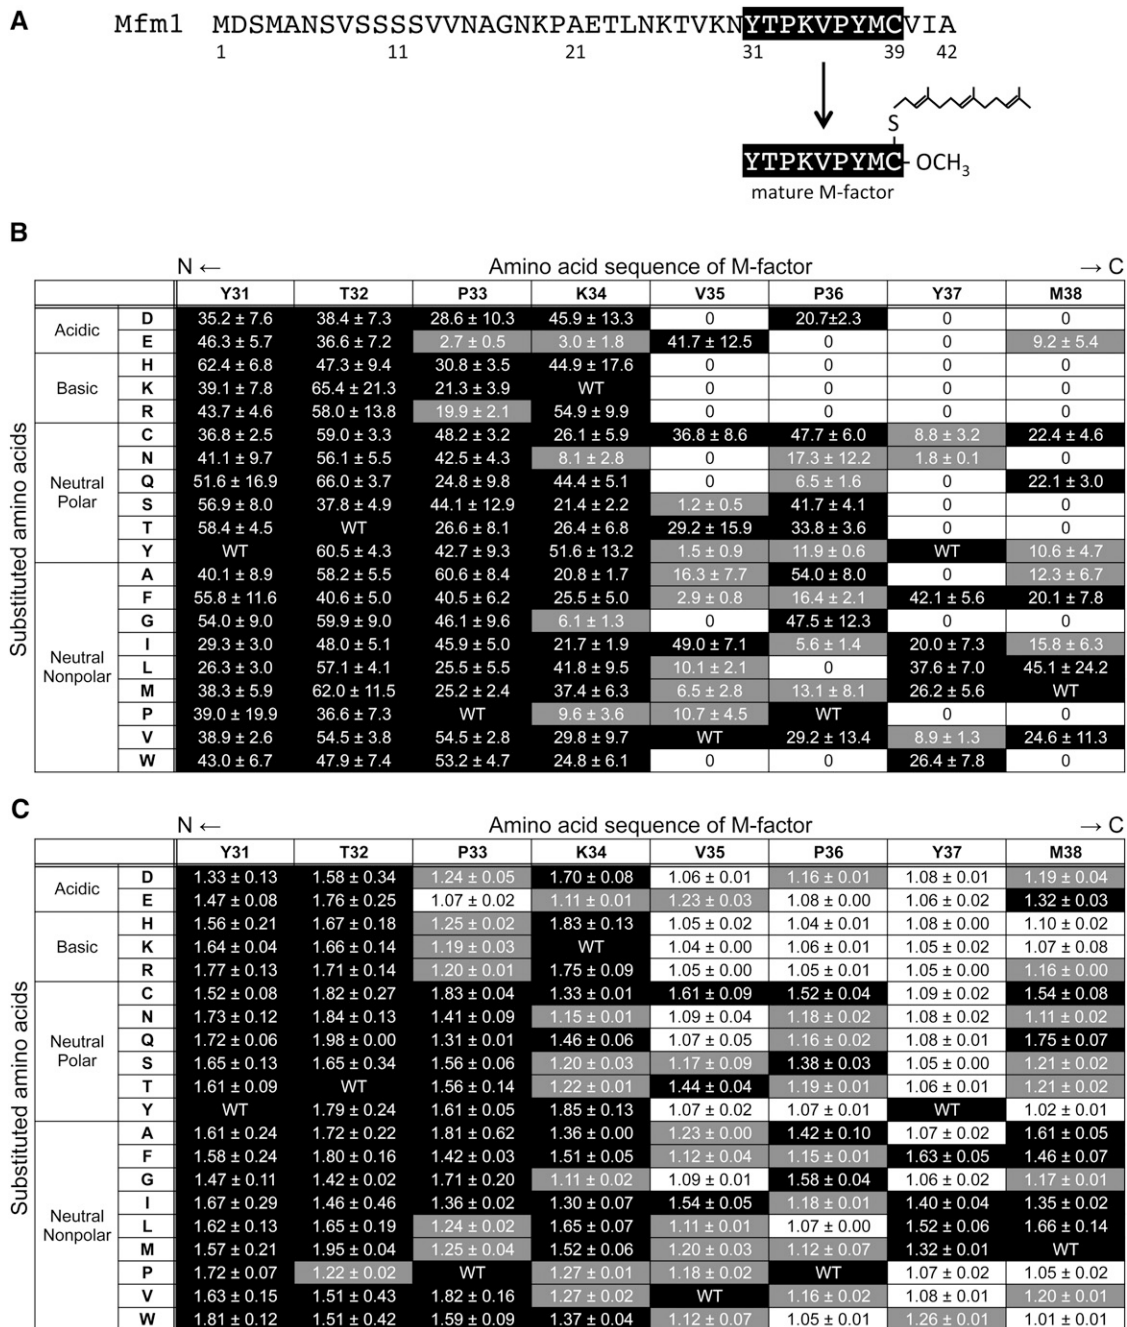 A
Mfm1 MDSMANSVSSSSVVNAGNKPAETLNKTVKNYTPKVPYMCVIA
1 11 21 31 39 42
S
YTPKVPYMC-OCH3
mature M-factor
B
N ← Amino acid sequence of M-factor → C
Y31 T32 P33 K34 V35 P36 Y37 M38
Substituted amino acids
Acidic
D 35.2 ± 7.6 38.4 ± 7.3 28.6 ± 10.3 45.9 ± 13.3 0 20.7±2.3 0 0
E 46.3 ± 5.7 36.6 ± 7.2 2.7 ± 0.5 3.0 ± 1.8 41.7 ± 12.5 0 0 9.2 ± 5.4
Basic
H 62.4 ± 6.8 47.3 ± 9.4 30.8 ± 3.5 44.9 ± 17.6 0 0 0 0
K 39.1 ± 7.8 65.4 ± 21.3 21.3 ± 3.9 WT 0 0 0 0
R 43.7 ± 4.6 58.0 ± 13.8 19.9 ± 2.1 54.9 ± 9.9 0 0 0 0
Neutral Polar
C 36.8 ± 2.5 59.0 ± 3.3 48.2 ± 3.2 26.1 ± 5.9 36.8 ± 8.6 47.7 ± 6.0 8.8 ± 3.2 22.4 ± 4.6
N 41.1 ± 9.7 56.1 ± 5.5 42.5 ± 4.3 8.1 ± 2.8 0 17.3 ± 12.2 1.8 ± 0.1 0
Q 51.6 ± 16.9 66.0 ± 3.7 24.8 ± 9.8 44.4 ± 5.1 0 6.5 ± 1.6 0 22.1 ± 3.0
S 56.9 ± 8.0 37.8 ± 4.9 44.1 ± 12.9 21.4 ± 2.2 1.2 ± 0.5 41.7 ± 4.1 0 0
T 58.4 ± 4.5 WT 26.6 ± 8.1 26.4 ± 6.8 29.2 ± 15.9 33.8 ± 3.6 0 0
Y WT 60.5 ± 4.3 42.7 ± 9.3 51.6 ± 13.2 1.5 ± 0.9 11.9 ± 0.6 WT 10.6 ± 4.7
Neutral Nonpolar
A 40.1 ± 8.9 58.2 ± 5.5 60.6 ± 8.4 20.8 ± 1.7 16.3 ± 7.7 54.0 ± 8.0 0 12.3 ± 6.7
F 55.8 ± 11.6 40.6 ± 5.0 40.5 ± 6.2 25.5 ± 5.0 2.9 ± 0.8 16.4 ± 2.1 42.1 ± 5.6 20.1 ± 7.8
G 54.0 ± 9.0 59.9 ± 9.0 46.1 ± 9.6 6.1 ± 1.3 0 47.5 ± 12.3 0 0
I 29.3 ± 3.0 48.0 ± 5.1 45.9 ± 5.0 21.7 ± 1.9 49.0 ± 7.1 5.6 ± 1.4 20.0 ± 7.3 15.8 ± 6.3
L 26.3 ± 3.0 57.1 ± 4.1 25.5 ± 5.5 41.8 ± 9.5 10.1 ± 2.1 0 37.6 ± 7.0 45.1 ± 24.2
M 38.3 ± 5.9 62.0 ± 11.5 25.2 ± 2.4 37.4 ± 6.3 6.5 ± 2.8 13.1 ± 8.1 26.2 ± 5.6 WT
P 39.0 ± 19.9 36.6 ± 7.3 WT 9.6 ± 3.6 10.7 ± 4.5 WT 0 0
V 38.9 ± 2.6 54.5 ± 3.8 54.5 ± 2.8 29.8 ± 9.7 WT 29.2 ± 13.4 8.9 ± 1.3 24.6 ± 11.3
W 43.0 ± 6.7 47.9 ± 7.4 53.2 ± 4.7 24.8 ± 6.1 0 0 26.4 ± 7.8 0
C
N ← Amino acid sequence of M-factor → C
Y31 T32 P33 K34 V35 P36 Y37 M38
Substituted amino acids
Acidic
D 1.33 ± 0.13 1.58 ± 0.34 1.24 ± 0.05 1.70 ± 0.08 1.06 ± 0.01 1.16 ± 0.01 1.08 ± 0.01 1.19 ± 0.04
E 1.47 ± 0.08 1.76 ± 0.25 1.07 ± 0.02 1.11 ± 0.01 1.23 ± 0.03 1.08 ± 0.00 1.06 ± 0.02 1.32 ± 0.03
Basic
H 1.56 ± 0.21 1.67 ± 0.18 1.25 ± 0.02 1.83 ± 0.13 1.05 ± 0.02 1.04 ± 0.01 1.08 ± 0.00 1.10 ± 0.02
K 1.64 ± 0.04 1.66 ± 0.14 1.19 ± 0.03 WT 1.04 ± 0.00 1.06 ± 0.01 1.05 ± 0.02 1.07 ± 0.08
R 1.77 ± 0.13 1.71 ± 0.14 1.20 ± 0.01 1.75 ± 0.09 1.05 ± 0.00 1.05 ± 0.01 1.05 ± 0.00 1.16 ± 0.00
Neutral Polar
C 1.52 ± 0.08 1.82 ± 0.27 1.83 ± 0.04 1.33 ± 0.01 1.61 ± 0.09 1.52 ± 0.04 1.09 ± 0.02 1.54 ± 0.08
N 1.73 ± 0.12 1.84 ± 0.13 1.41 ± 0.09 1.15 ± 0.01 1.09 ± 0.04 1.18 ± 0.02 1.08 ± 0.02 1.11 ± 0.02
Q 1.72 ± 0.06 1.98 ± 0.00 1.31 ± 0.01 1.46 ± 0.06 1.07 ± 0.05 1.16 ± 0.02 1.08 ± 0.01 1.75 ± 0.07
S 1.65 ± 0.13 1.65 ± 0.34 1.56 ± 0.06 1.20 ± 0.03 1.17 ± 0.09 1.38 ± 0.03 1.05 ± 0.00 1.21 ± 0.02
T 1.61 ± 0.09 WT 1.56 ± 0.14 1.22 ± 0.01 1.44 ± 0.04 1.19 ± 0.01 1.06 ± 0.01 1.21 ± 0.02
Y WT 1.79 ± 0.24 1.61 ± 0.05 1.85 ± 0.13 1.07 ± 0.02 1.07 ± 0.01 WT 1.02 ± 0.01
Neutral Nonpolar
A 1.61 ± 0.24 1.72 ± 0.22 1.81 ± 0.62 1.36 ± 0.00 1.23 ± 0.00 1.42 ± 0.10 1.07 ± 0.02 1.61 ± 0.05
F 1.58 ± 0.24 1.80 ± 0.16 1.42 ± 0.03 1.51 ± 0.05 1.12 ± 0.04 1.15 ± 0.01 1.63 ± 0.05 1.46 ± 0.07
G 1.47 ± 0.11 1.42 ± 0.02 1.71 ± 0.20 1.11 ± 0.02 1.09 ± 0.01 1.58 ± 0.04 1.06 ± 0.02 1.17 ± 0.01
I 1.67 ± 0.29 1.46 ± 0.46 1.36 ± 0.02 1.30 ± 0.07 1.54 ± 0.05 1.18 ± 0.01 1.40 ± 0.04 1.35 ± 0.02
L 1.62 ± 0.13 1.65 ± 0.19 1.24 ± 0.02 1.65 ± 0.07 1.11 ± 0.01 1.07 ± 0.00 1.52 ± 0.06 1.66 ± 0.14
M 1.57 ± 0.21 1.95 ± 0.04 1.25 ± 0.04 1.52 ± 0.06 1.20 ± 0.03 1.12 ± 0.07 1.32 ± 0.01 WT
P 1.72 ± 0.07 1.22 ± 0.02 WT 1.27 ± 0.01 1.18 ± 0.02 WT 1.07 ± 0.02 1.05 ± 0.02
V 1.63 ± 0.15 1.51 ± 0.43 1.82 ± 0.16 1.27 ± 0.02 WT 1.16 ± 0.02 1.08 ± 0.01 1.20 ± 0.01
W 1.81 ± 0.12 1.51 ± 0.42 1.59 ± 0.09 1.37 ± 0.04 1.12 ± 0.07 1.05 ± 0.01 1.26 ± 0.01 1.01 ± 0.01